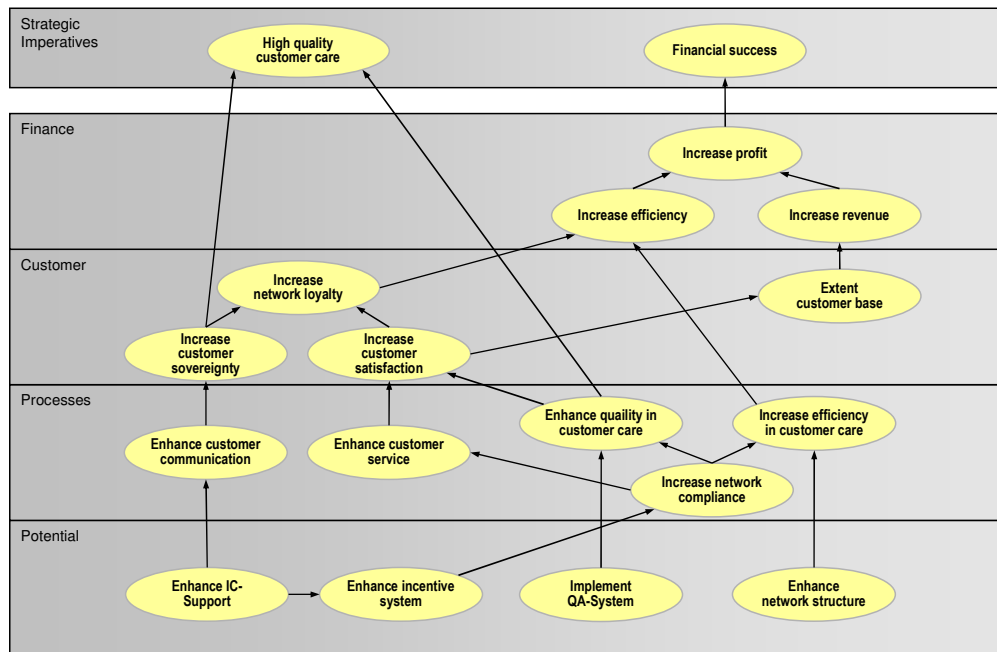 Strategic
Imperatives
High quality
customer care
Financial success
Finance
Increase profit
Increase efficiency
Increase revenue
Customer
Increase
network loyalty
Extent
customer base
Increase
customer
sovereignty
Increase
customer
satisfaction
Processes
Enhance quaility in
customer care
Increase efficiency
in customer care
Enhance customer
communication
Enhance customer
service
Increase network
compliance
Potential
Enhance IC-
Support
Enhance incentive
system
Implement
QA-System
Enhance
network structure